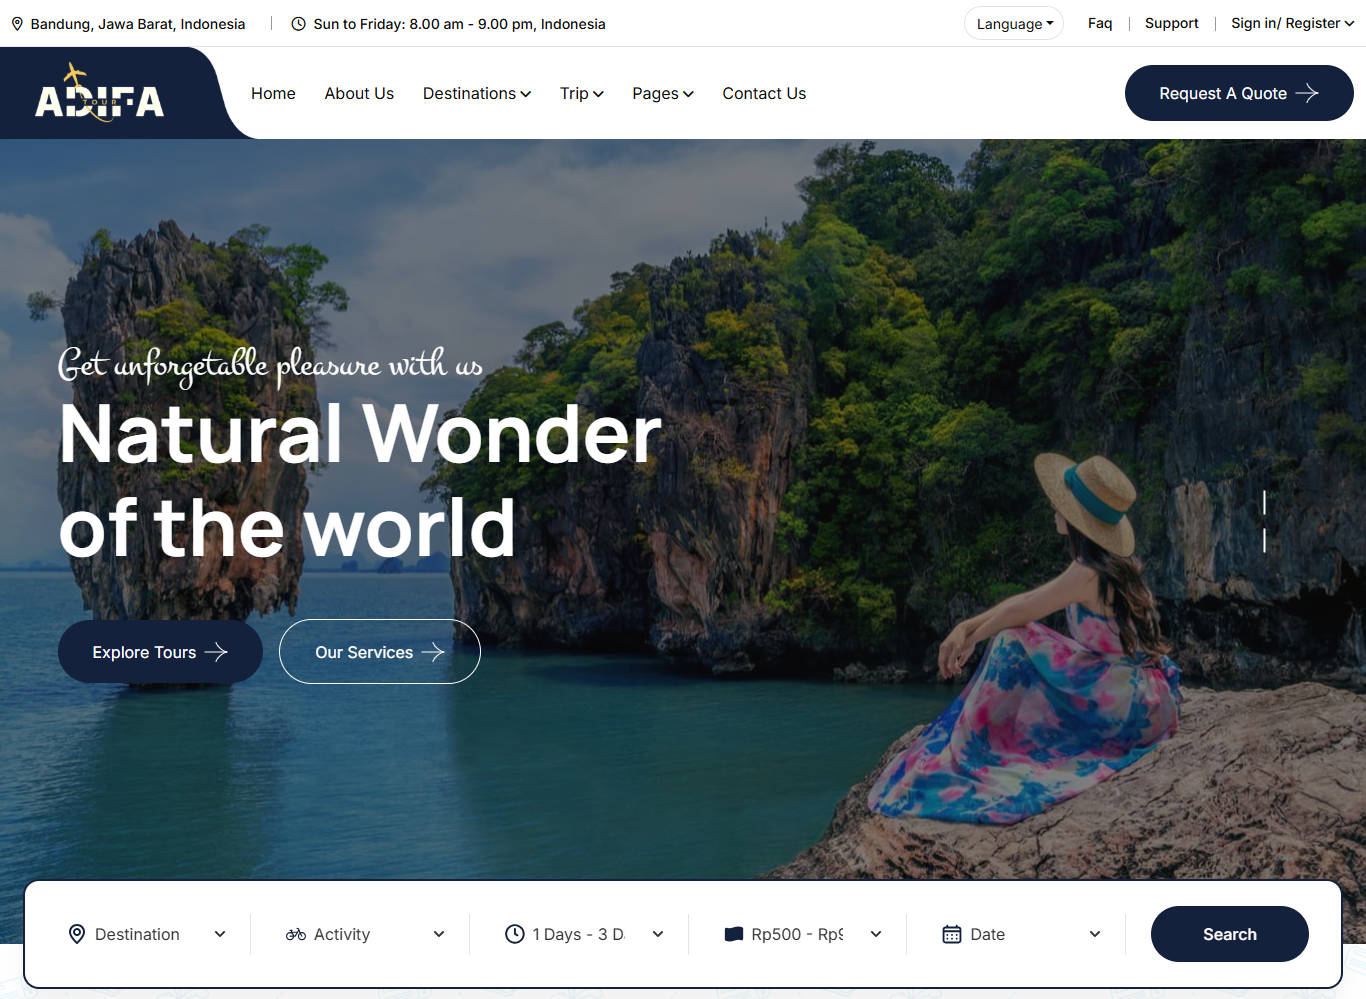 Bandung, Jawa Barat, Indonesia
Sun to Friday: 8.00 am - 9.00 pm, Indonesia
Language
Faq
Support
Sign in/ Register
ADIFA
TOUR
Home
About Us
Destinations
Trip
Pages
Contact Us
Request A Quote
Get unforgetable pleasure with us
Natural Wonder
of the world
Explore Tours
Our Services
Destination
Activity
1 Days - 3 D
Rp500 - Rp
Date
Search